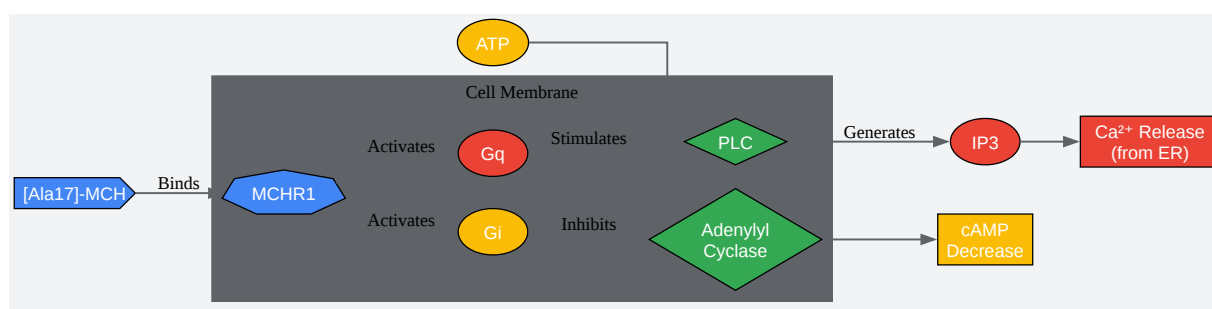 ATP
Cell Membrane
Activates
Gq
Stimulates
PLC
Generates
IP3
Ca²⁺ Release
(from ER)
[Ala17]-MCH
Binds
MCHR1
Activates
Gi
Inhibits
Adenylyl
Cyclase
cAMP
Decrease